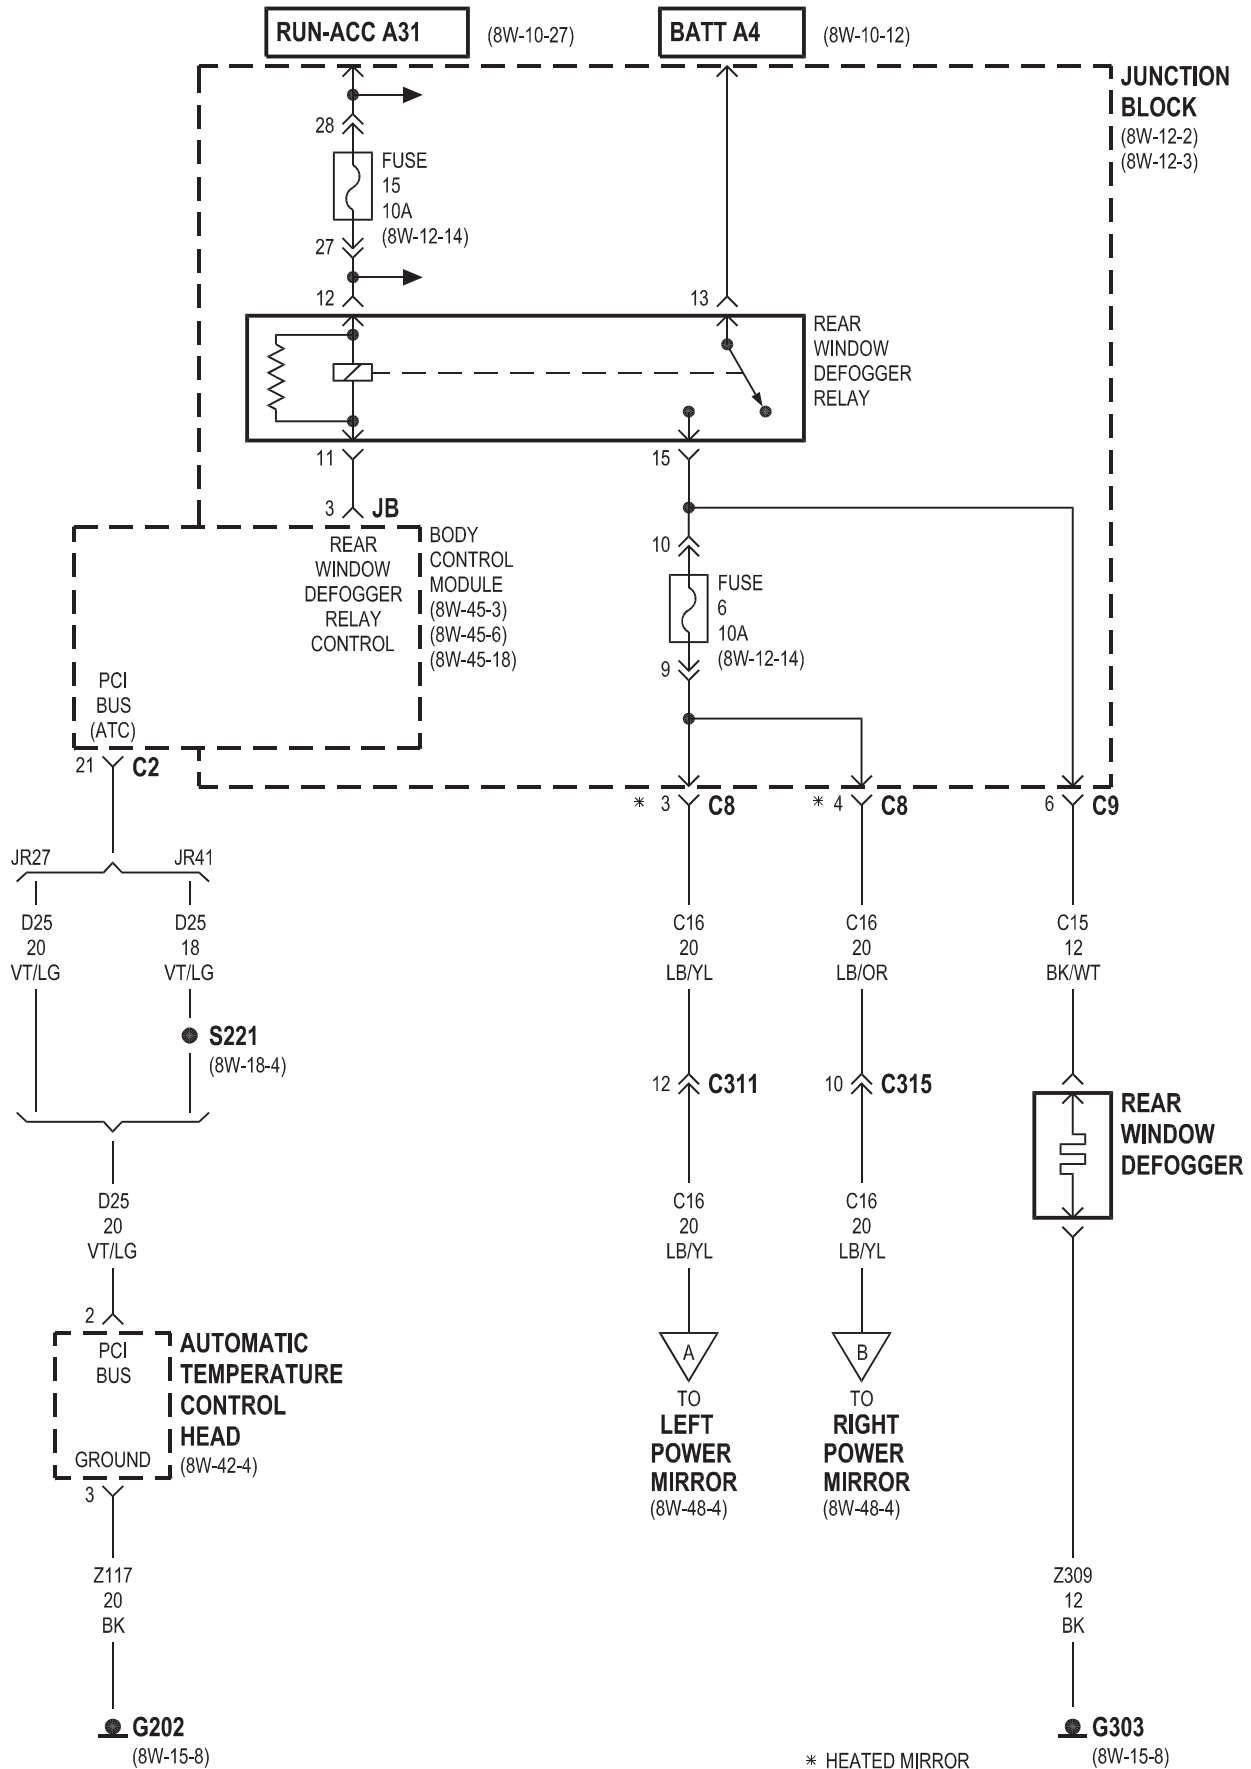 RUN-ACC A31 (8W-10-27)
BATT A4 (8W-10-12)
JUNCTION
BLOCK
(8W-12-2)
(8W-12-3)
28
FUSE
15
10A
(8W-12-14)
27
12
13
REAR
WINDOW
DEFOGGER
RELAY
11
15
3 JB
REAR
WINDOW
DEFOGGER
RELAY
CONTROL
BODY
CONTROL
MODULE
(8W-45-3)
(8W-45-6)
(8W-45-18)
10
FUSE
6
10A
(8W-12-14)
9
PCI
BUS
(ATC)
21 C2
* 3 C8
* 4 C8
6 C9
JR27
JR41
D25
20
VT/LG
D25
18
VT/LG
C16
20
LB/YL
C16
20
LB/OR
C15
12
BK/WT
S221
(8W-18-4)
12 C311
10 C315
REAR
WINDOW
DEFOGGER
D25
20
VT/LG
C16
20
LB/YL
C16
20
LB/YL
2
PCI
BUS
AUTOMATIC
TEMPERATURE
CONTROL
HEAD
(8W-42-4)
GROUND
3
A
TO
LEFT
POWER
MIRROR
(8W-48-4)
B
TO
RIGHT
POWER
MIRROR
(8W-48-4)
Z117
20
BK
Z309
12
BK
G202
(8W-15-8)
G303
(8W-15-8)
* HEATED MIRROR